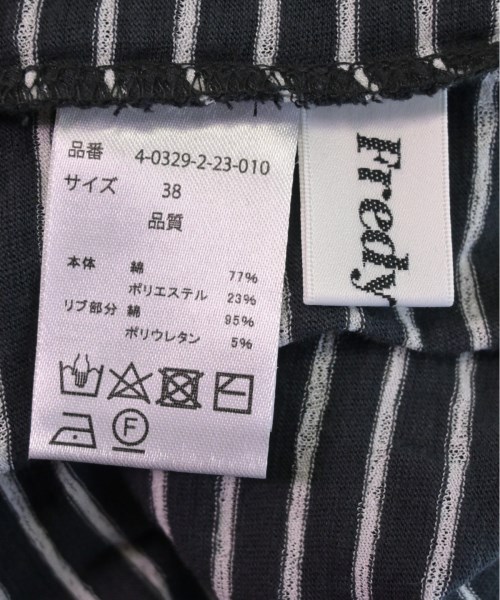 品番 4-0329-2-23-010
サイズ 38
品質
本体 綿 77%
ポリエステル 23%
リブ部分 綿 95%
ポリウレタン 5%
F
Fredy